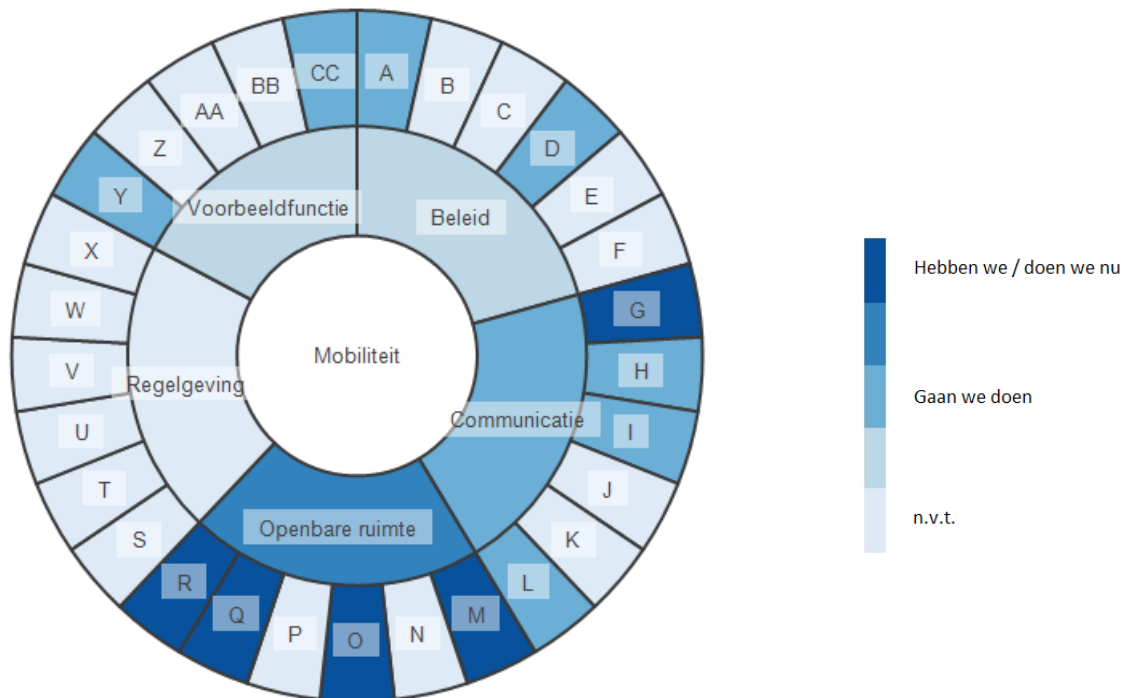 CC
A
BB
B
AA
C
Z
D
Y
E
Voorbeeldfunctie
Beleid
X
F
W
G
Mobiliteit
V
H
Regelgeving
Communicatie
U
I
T
J
Openbare ruimte
S
K
R
L
Q
M
P
O
N
Hebben we / doen we nu
Gaan we doen
n.v.t.